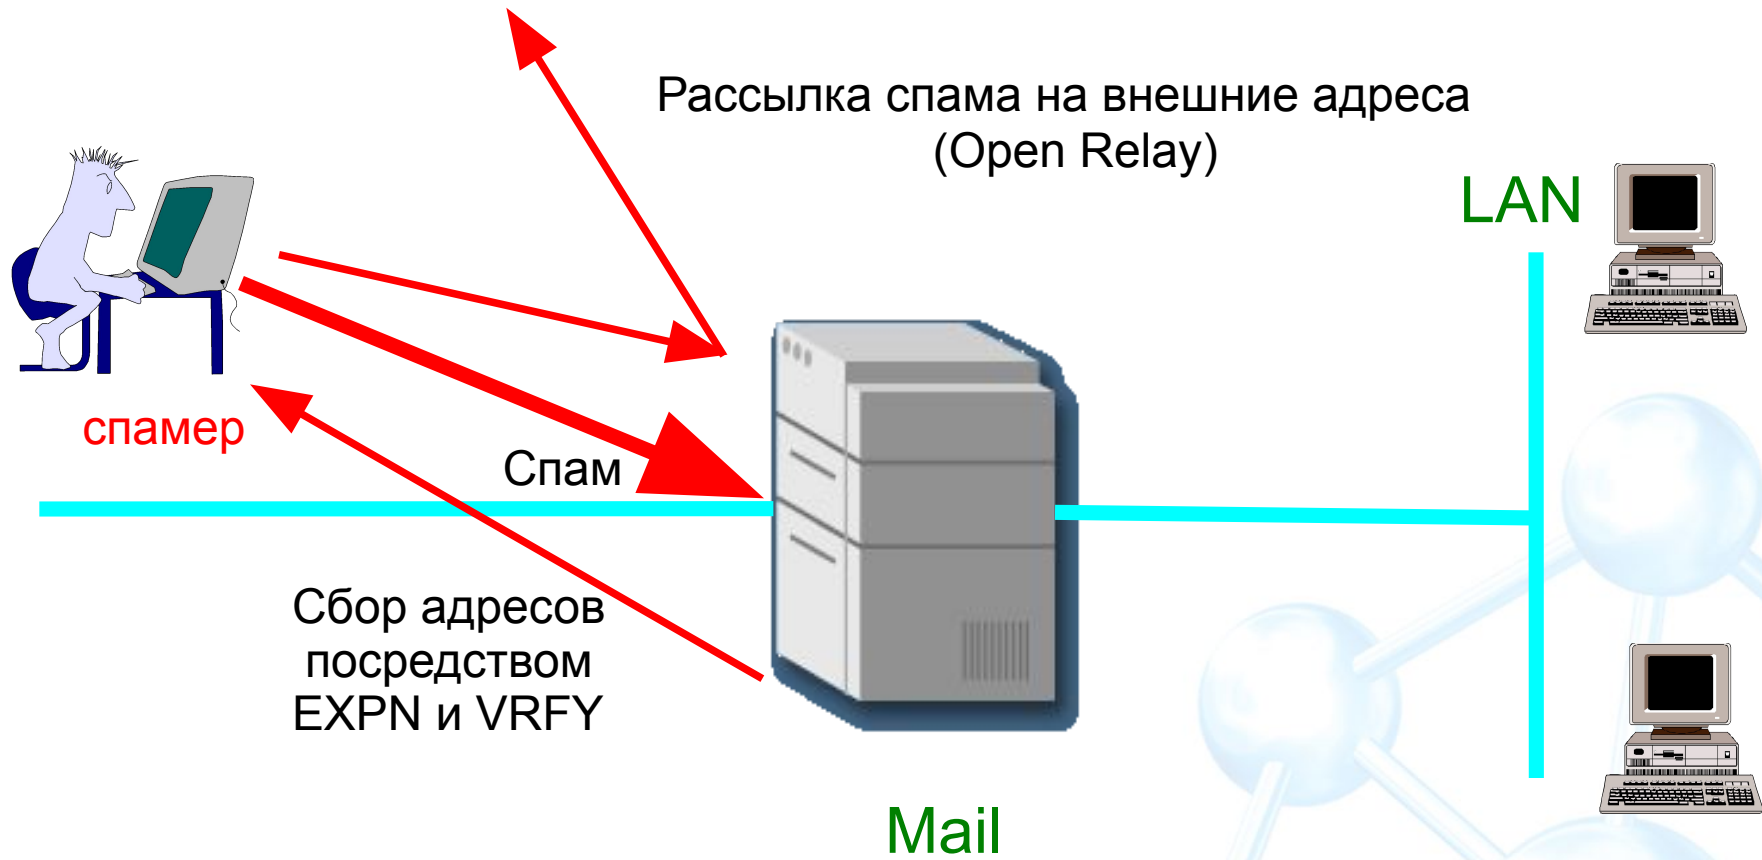 Рассылка спама на внешние адреса
(Open Relay)
LAN
спамер
Спам
Сбор адресов
посредством
EXPN и VRFY
Mail